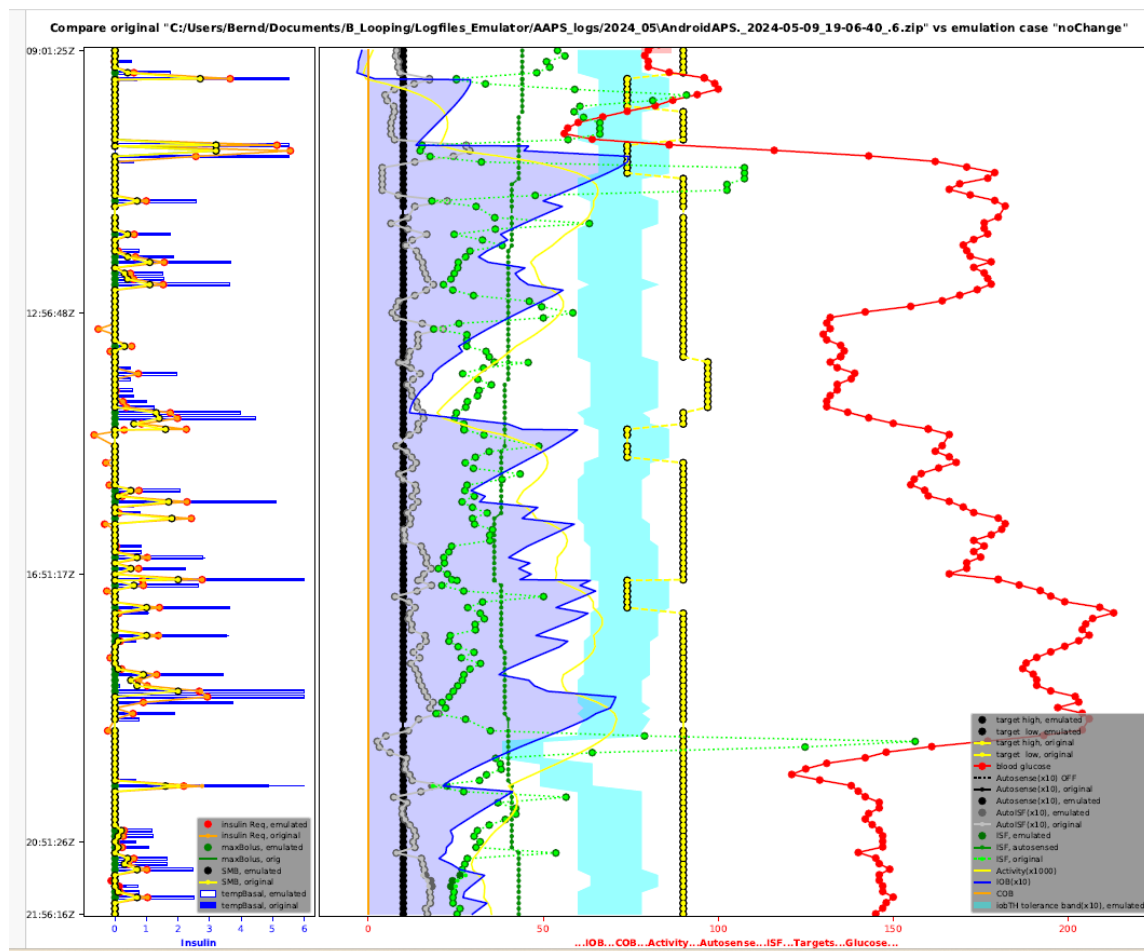 Compare original "C:/Users/Bernd/Documents/B_Looping/Logfiles_Emulator/AAPS_logs/2024_05\AndroidAPS._2024-05-09_19-06-40_.6.zip" vs emulation case "noChange"
09:01:25Z
12:56:48Z
16:51:17Z
20:51:26Z
21:56:16Z
insulin Req, emulated
insulin Req, original
maxBolus, emulated
maxBolus, orig
SMB, emulated
SMB, original
tempBasal, emulated
tempBasal, original
0 1 2 3 4 5 6
Insulin
target high, emulated
target low, emulated
target high, original
target low, original
blood glucose
Autosense(x10) OFF
Autosense(x10), original
Autosense(x10), emulated
AutoISF(x10), emulated
AutoISF(x10), original
ISF, emulated
ISF, autosensed
ISF, original
Activity(x1000)
IOB(x10)
COB
iobTH tolerance band(x10), emulated
0 50 100 150 200
...IOB...COB...Activity...Autosense...ISF...Targets...Glucose...